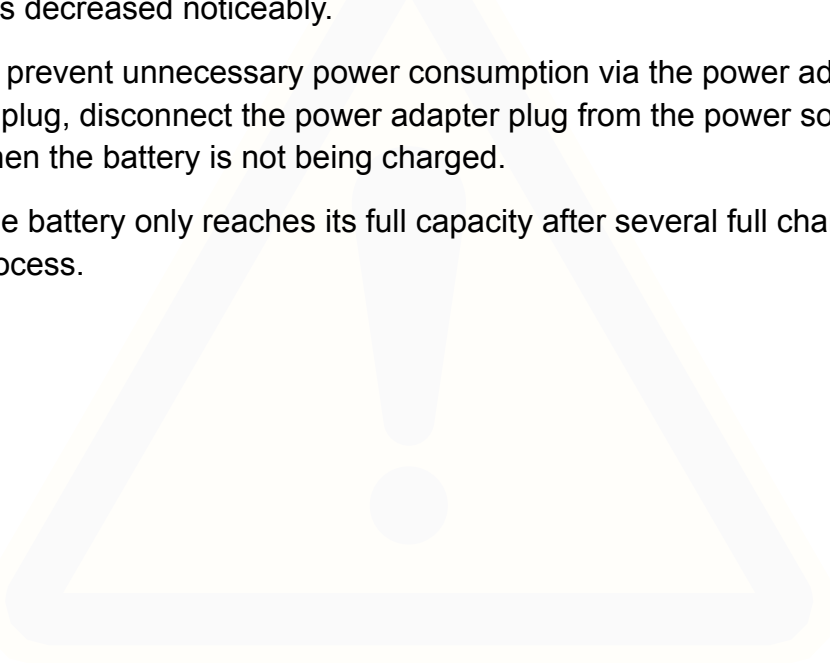 s decreased noticeably.
prevent unnecessary power consumption via the power ad
plug, disconnect the power adapter plug from the power so
en the battery is not being charged.
e battery only reaches its full capacity after several full cha
ocess.